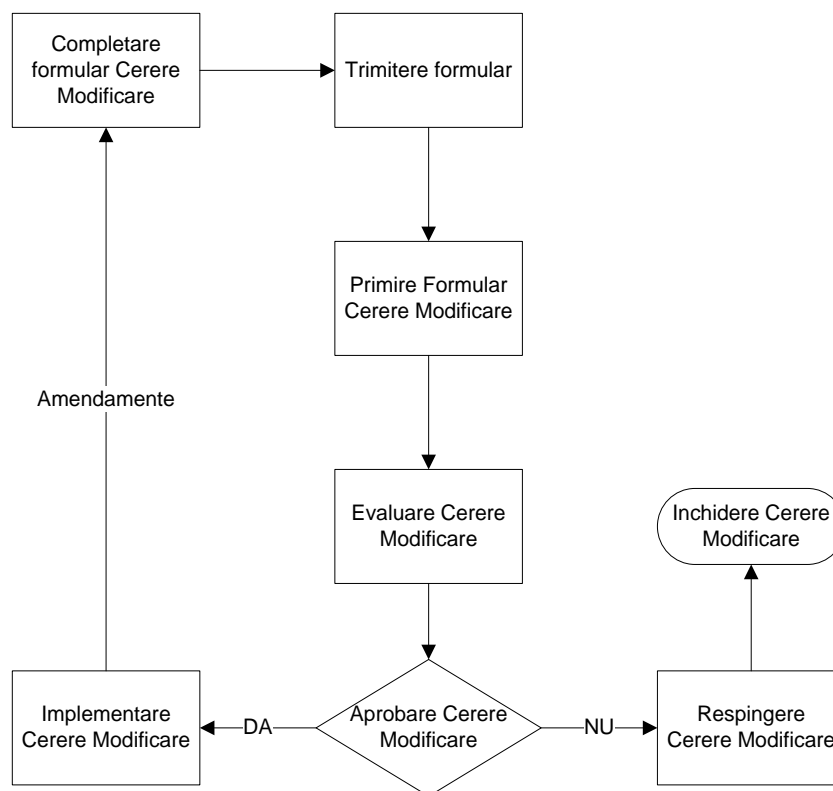 Completare
formular Cerere
Modificare
Trimitere formular
Primire Formular
Cerere Modificare
Amendamente
Evaluare Cerere
Modificare
Inchidere Cerere
Modificare
Implementare
Cerere Modificare
DA
Aprobare Cerere
Modificare
NU
Respingere
Cerere Modificare